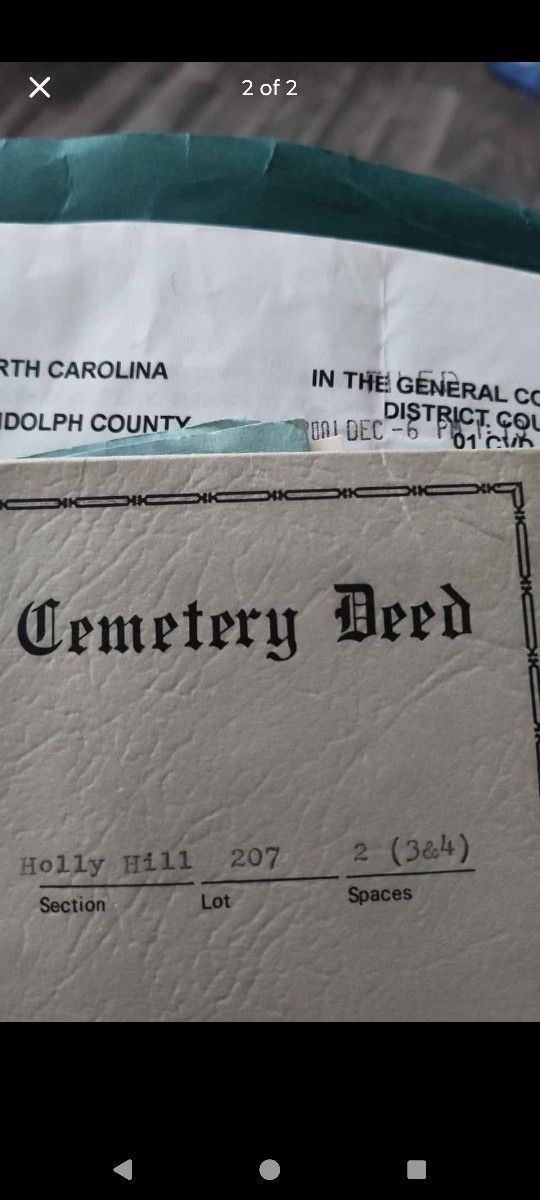 2 of 2
RTH CAROLINA
IN THE GENERAL CO
DISTRICT COU
NDOLPH COUNTY
DEC -6 P
Cemetery Deed
Holly Hill 207 2 (3&4)
Section Lot Spaces